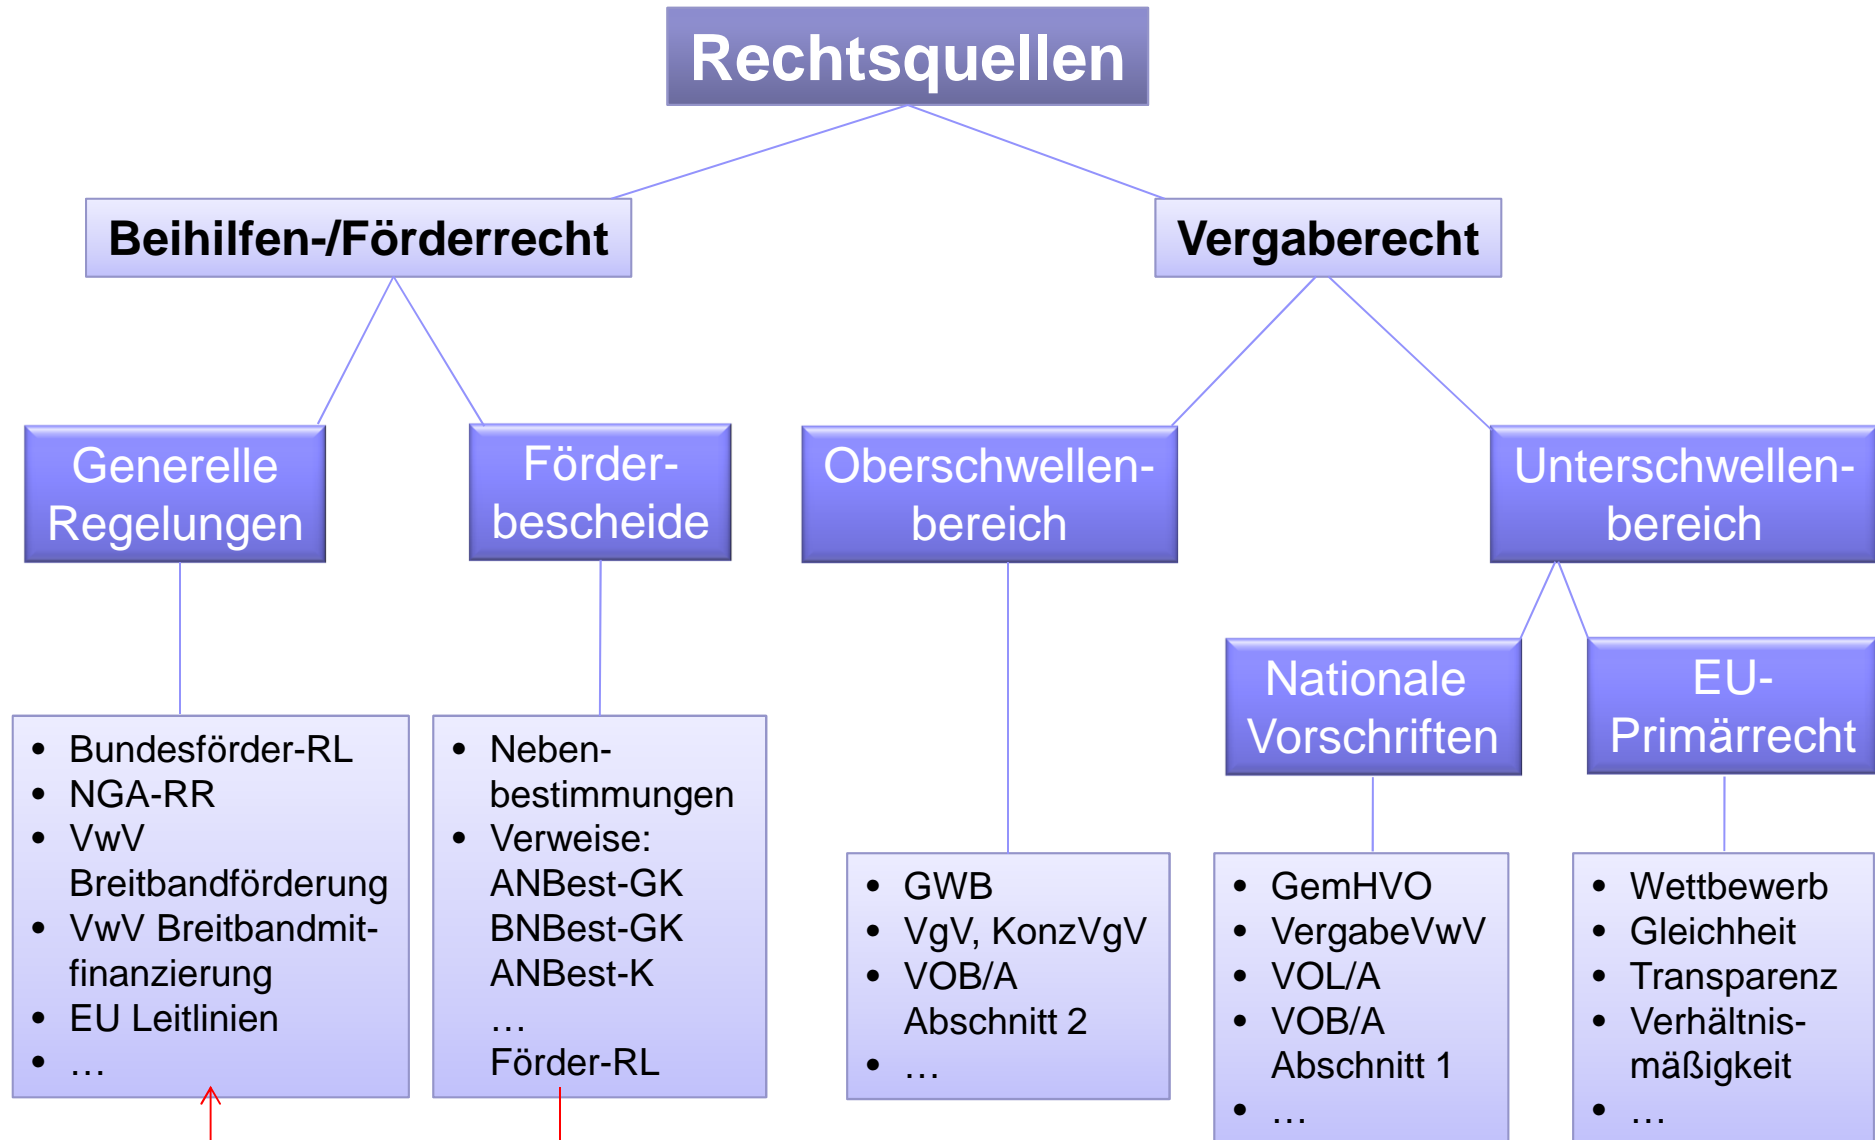 Rechtsquellen
Beihilfen-/Förderrecht
Vergaberecht
Generelle
Regelungen
Förder-
bescheide
Oberschwellen-
bereich
Unterschwellen-
bereich
Nationale
Vorschriften
EU-
Primärrecht
• Bundesförder-RL
• NGA-RR
• VwV
Breitbandförderung
• VwV Breitbandmit-
finanzierung
• EU Leitlinien
• …
• Neben-
bestimmungen
• Verweise:
ANBest-GK
BNBest-GK
ANBest-K
…
Förder-RL
• GWB
• VgV, KonzVgV
• VOB/A
Abschnitt 2
• …
• GemHVO
• VergabeVwV
• VOL/A
• VOB/A
Abschnitt 1
• …
• Wettbewerb
• Gleichheit
• Transparenz
• Verhältnis-
mäßigkeit
• …